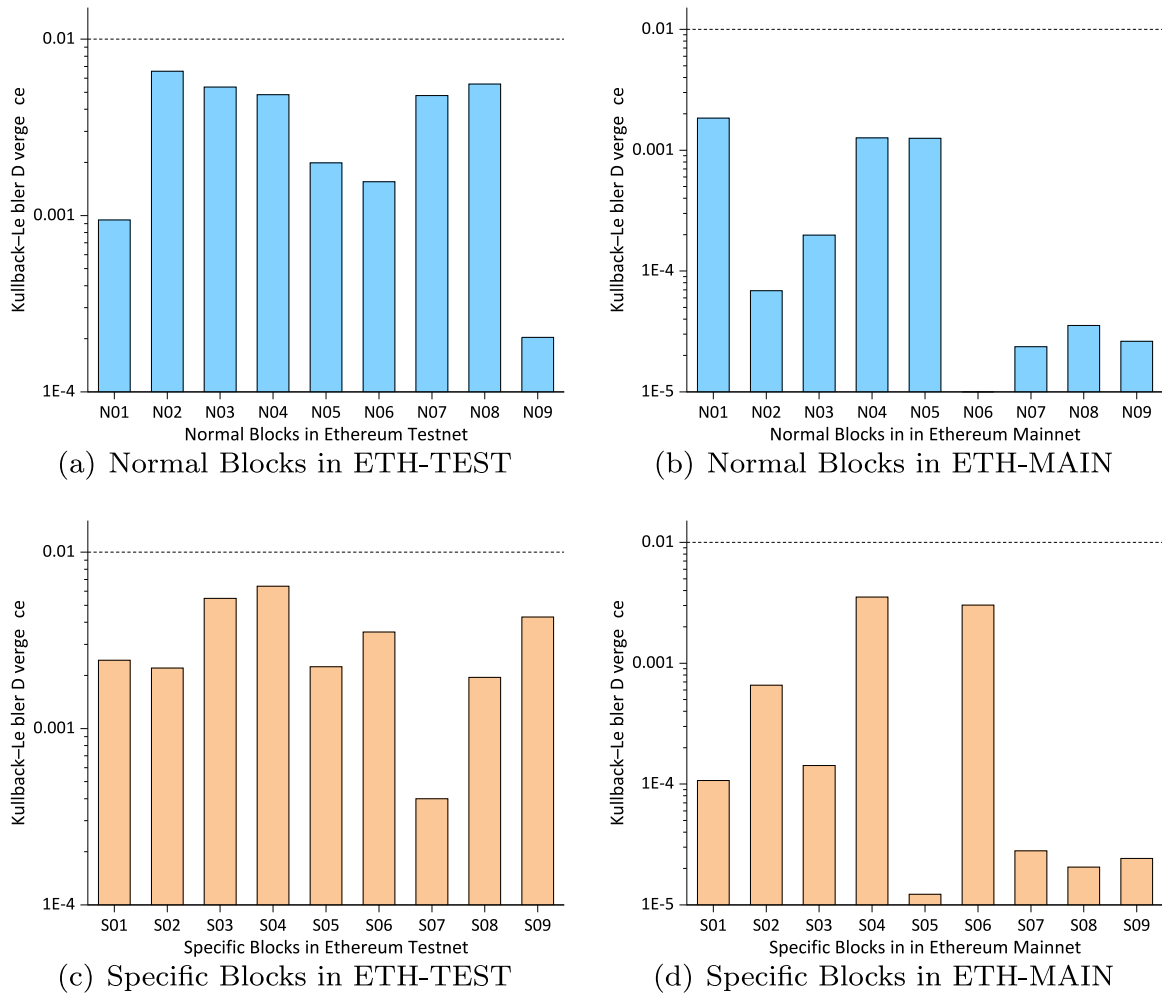 0.01
0.001
1E-4
Kullback–Le bler D verge ce
N01 N02 N03 N04 N05 N06 N07 N08 N09
Normal Blocks in Ethereum Testnet
(a) Normal Blocks in ETH-TEST
0.01
0.001
1E-4
1E-5
Kullback–Le bler D verge ce
N01 N02 N03 N04 N05 N06 N07 N08 N09
Normal Blocks in in Ethereum Mainnet
(b) Normal Blocks in ETH-MAIN
0.01
0.001
1E-4
Kullback–Le bler D verge ce
S01 S02 S03 S04 S05 S06 S07 S08 S09
Specific Blocks in Ethereum Testnet
(c) Specific Blocks in ETH-TEST
0.01
0.001
1E-4
1E-5
Kullback–Le bler D verge ce
S01 S02 S03 S04 S05 S06 S07 S08 S09
Specific Blocks in in Ethereum Mainnet
(d) Specific Blocks in ETH-MAIN